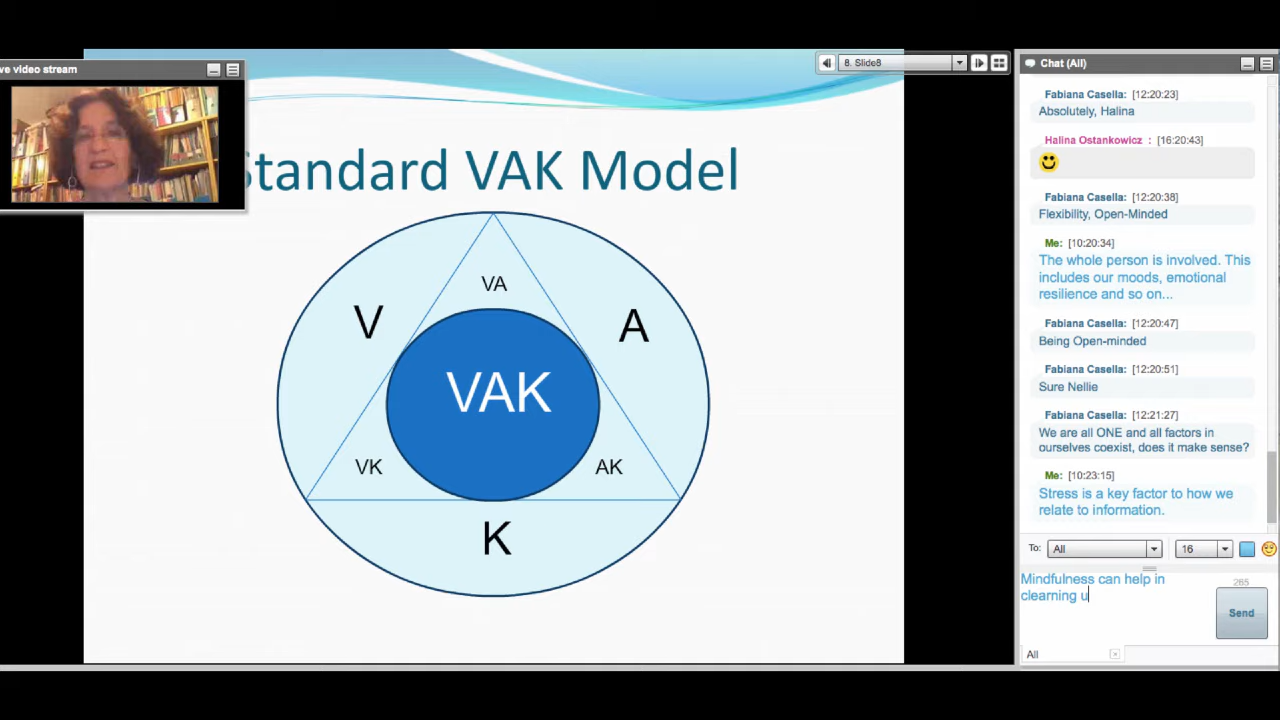 ve video stream
8. Slide8
tandard VAK Model
VA
V
A
VAK
VK
AK
K
Chat (All)
Fabiana Casella: [12:20:23]
Absolutely, Halina
Halina Ostankowicz : [16:20:43]
Fabiana Casella: [12:20:38]
Flexibility, Open-Minded
Me: [10:20:34]
The whole person is involved. This
includes our moods, emotional
resilience and so on...
Fabiana Casella: [12:20:47]
Being Open-minded
Fabiana Casella: [12:20:51]
Sure Nellie
Fabiana Casella: [12:21:27]
We are all ONE and all factors in
ourselves coexist, does it make sense?
Me: [10:23:15]
Stress is a key factor to how we
relate to information.
To: All 16
Mindfulness can help in
clearning u
265
Send
All